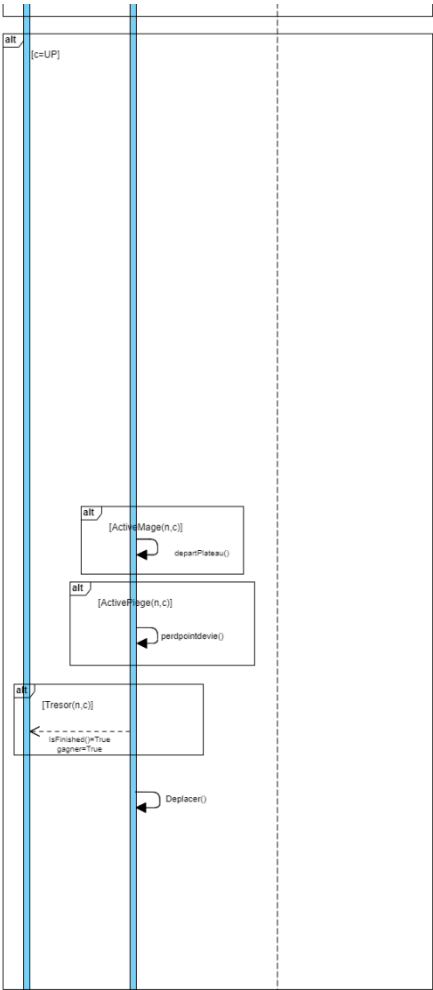 alt
[c=UP]
alt
[ActiveMage(n,c)]
departPlateau()
alt
[ActivePiege(n,c)]
perdpointdevie()
alt
[Tresor(n,c)]
IsFinished()=True
gagner=True
Deplacer()